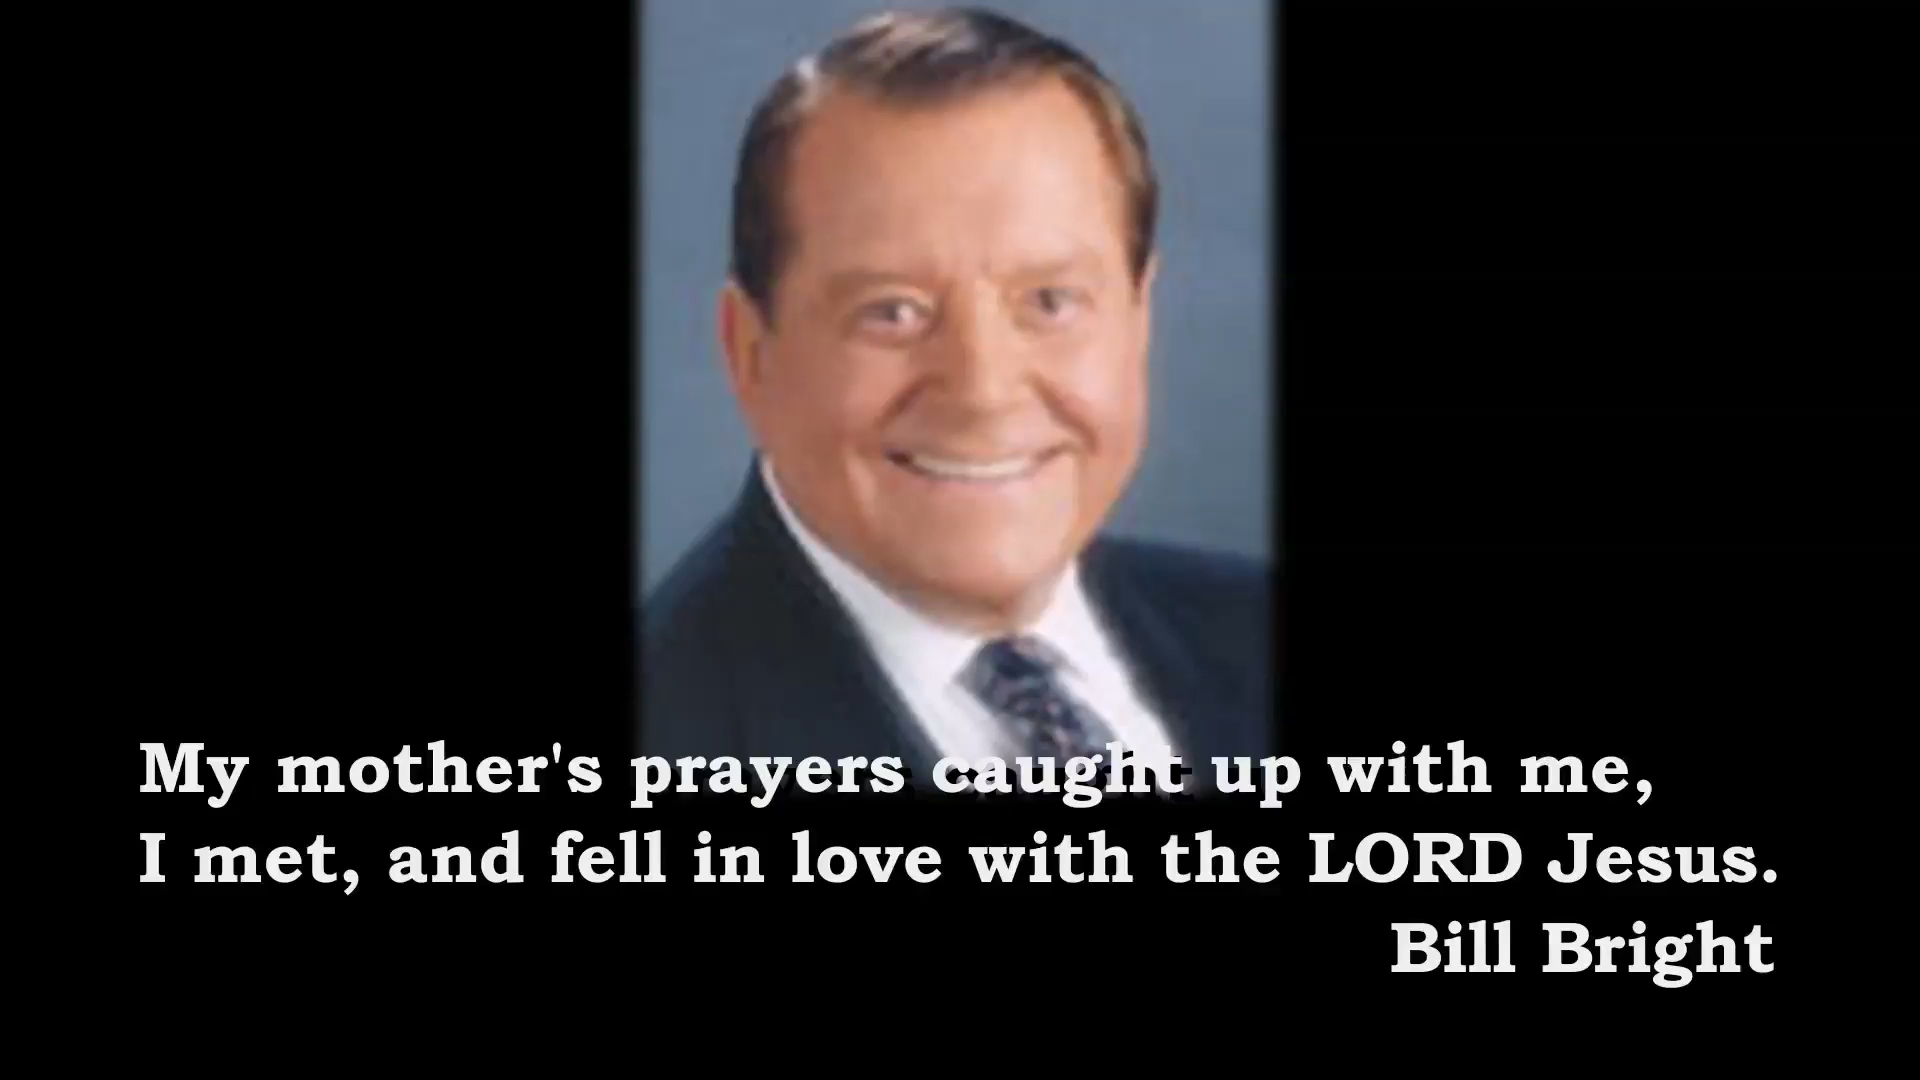 My mother's prayers caught up with me,
I met, and fell in love with the LORD Jesus.
Bill Bright